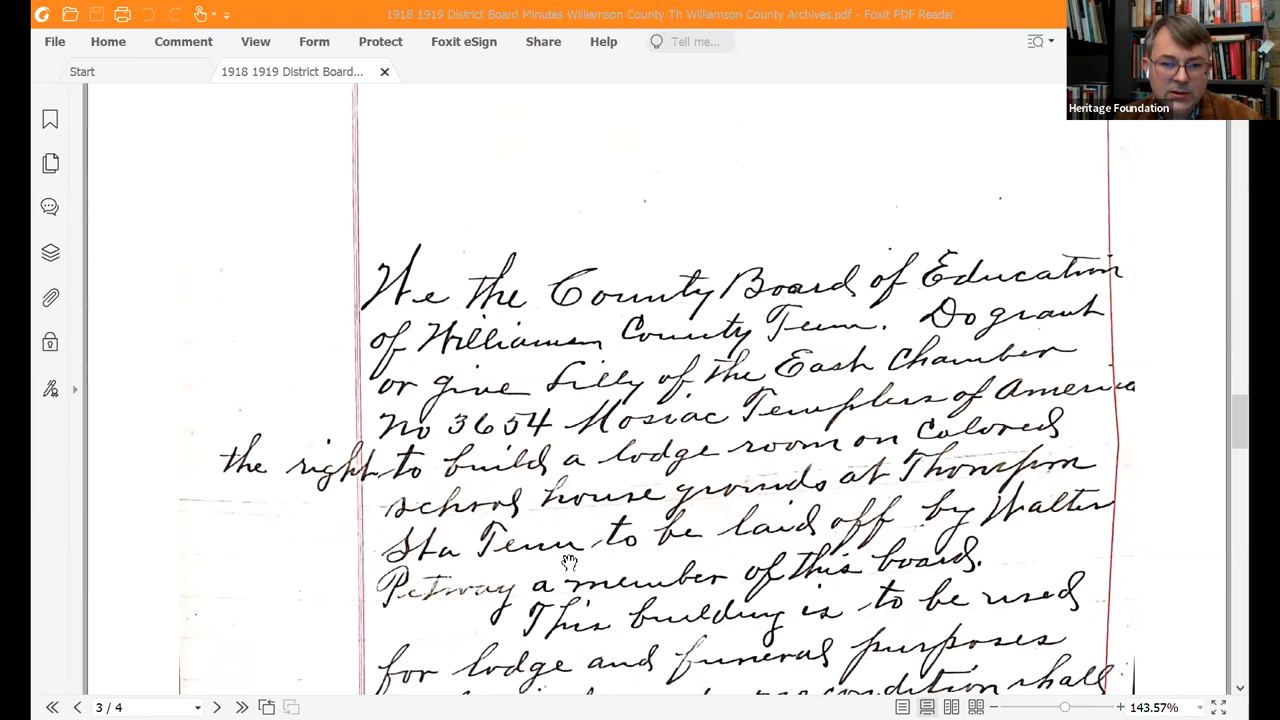 1918 1919 District Board Minutes Williamson County Th Williamson County Archives.pdf - Foxit PDF Reader
File Home Comment View Form Protect Foxit eSign Share Help Tell me...
Start 1918 1919 District Board...
Heritage Foundation
We the County Board of Education
of Williamson County Tenn. Do grant
or give Lilly of the East Chamber
No 3654 Mosiac Templers of America
the right to build a lodge room on Colored
school house grounds at Thompson
Sta Tenn, to be laid off by Walter
Petway a member of this board.
This building is to be used
for lodge and funeral purposes
condition shall
3 / 4
143.57%